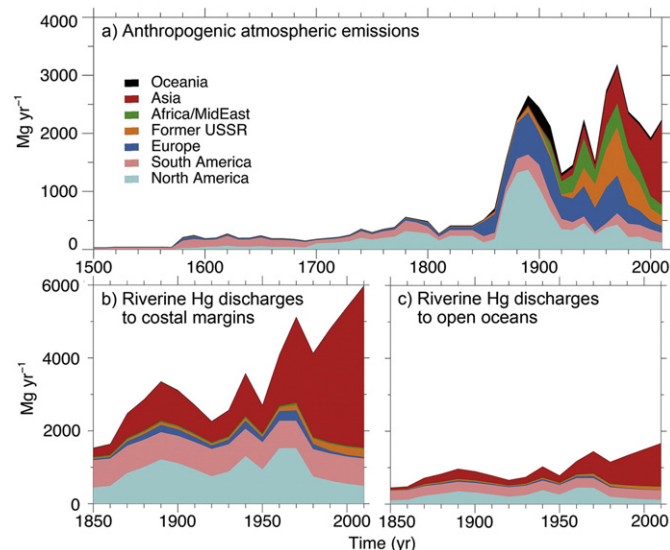 a) Anthropogenic atmospheric emissions
4000
3000
2000
1000
0
Mg yr⁻¹
Oceania
Asia
Africa/MidEast
Former USSR
Europe
South America
North America
1500 1600 1700 1800 1900 2000
b) Riverine Hg discharges
to costal margins
6000
4000
2000
0
Mg yr⁻¹
1850 1900 1950 2000
c) Riverine Hg discharges
to open oceans
1850 1900 1950 2000
Time (yr)